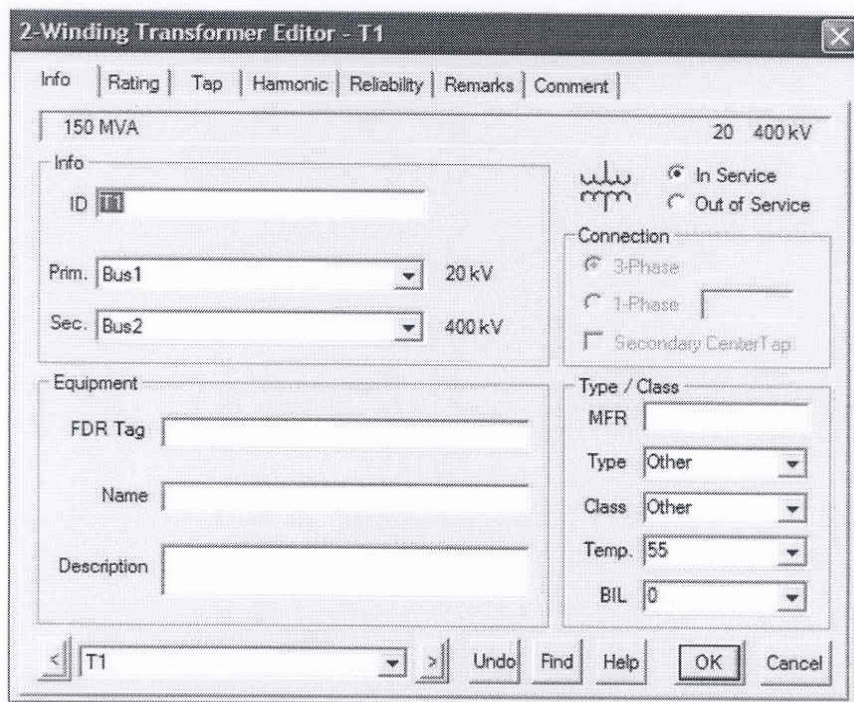 2-Winding Transformer Editor - T1
Info Rating Tap Harmonic Reliability Remarks Comment
150 MVA 20 400 kV
Info
ID T1
Prim. Bus1 20 kV
Sec. Bus2 400 kV
In Service
Out of Service
Connection
3-Phase
1-Phase
Secondary CenterTap
Equipment
FDR Tag
Name
Description
Type / Class
MFR
Type Other
Class Other
Temp. 55
BIL 0
< T1 > Undo Find Help OK Cancel